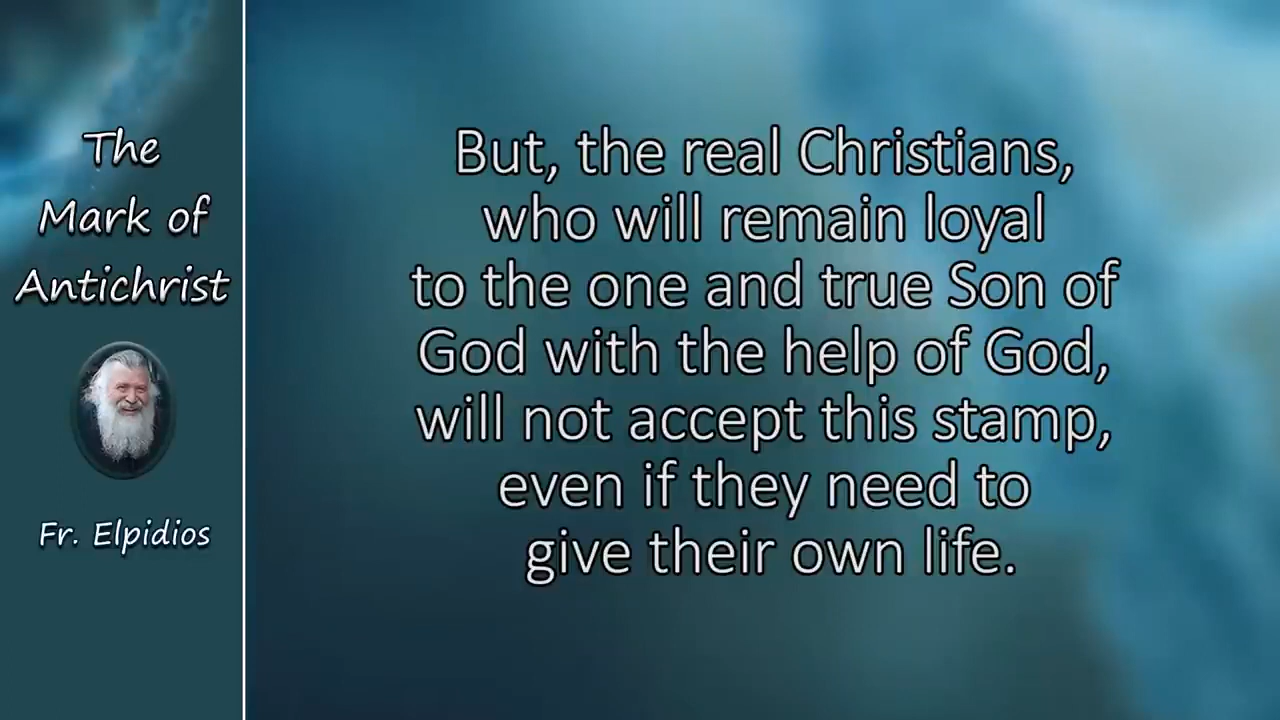 The
Mark of
Antichrist
Fr. Elpidios
But, the real Christians,
who will remain loyal
to the one and true Son of
God with the help of God,
will not accept this stamp,
even if they need to
give their own life.